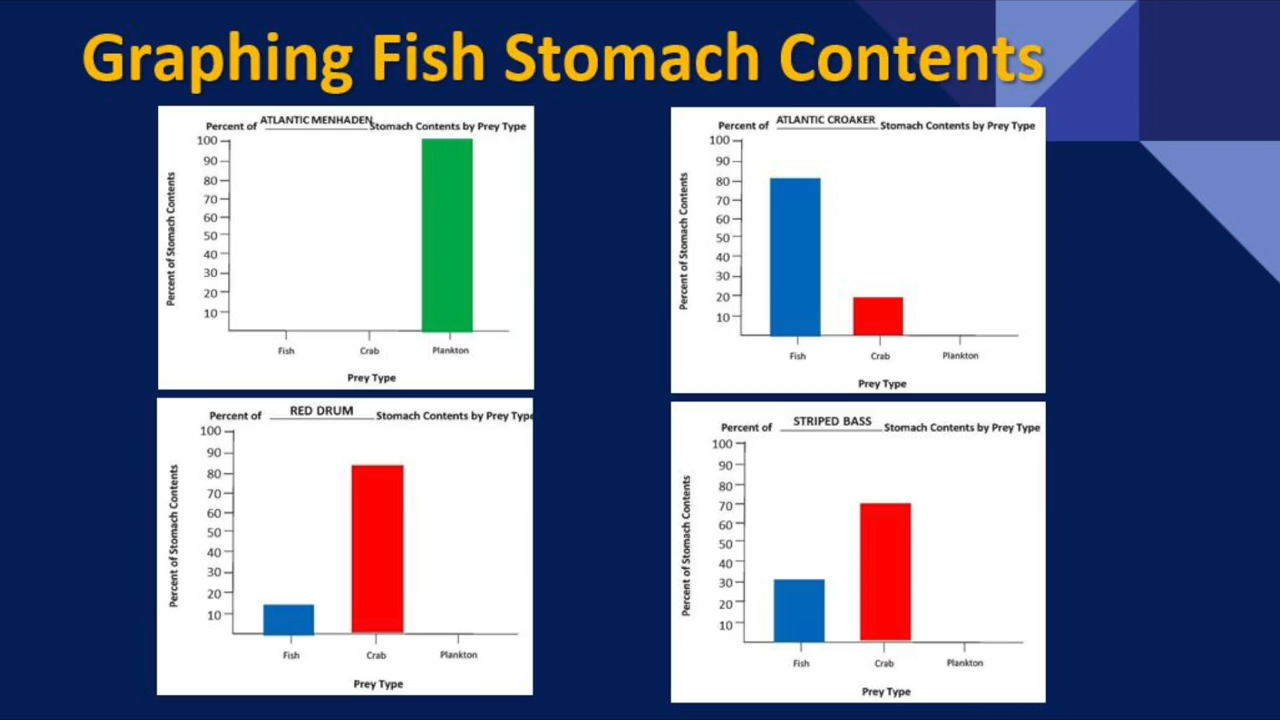 Graphing Fish Stomach Contents
Percent of ATLANTIC MENHADEN Stomach Contents by Prey Type
Percent of Stomach Contents
100
90
80
70
60
50
40
30
20
10
Fish Crab Plankton
Prey Type
Percent of ATLANTIC CROAKER Stomach Contents by Prey Type
Percent of Stomach Contents
100
90
80
70
60
50
40
30
20
10
Fish Crab Plankton
Prey Type
Percent of RED DRUM Stomach Contents by Prey Type
Percent of Stomach Contents
100
90
80
70
60
50
40
30
20
10
Fish Crab Plankton
Prey Type
Percent of STRIPED BASS Stomach Contents by Prey Type
Percent of Stomach Contents
100
90
80
70
60
50
40
30
20
10
Fish Crab Plankton
Prey Type